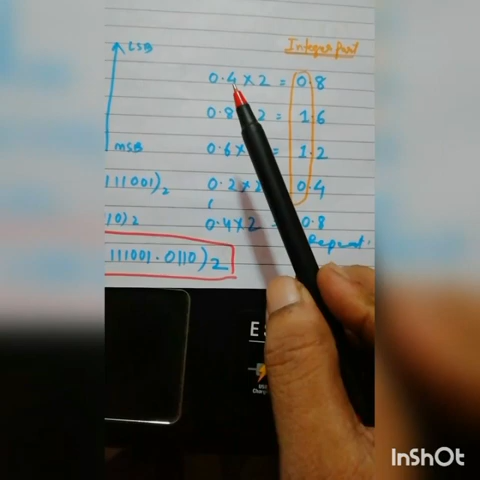 LSB
Integer part
0.4 × 2 = 0.8
0.8 2 = 1.6
MSB
0.6 × = 1.2
111001)₂
0.2 × 2 0.4
10)₂
0.4 × 2 = 0.8
Repeat.
111001.0110)₂
E
InShOt